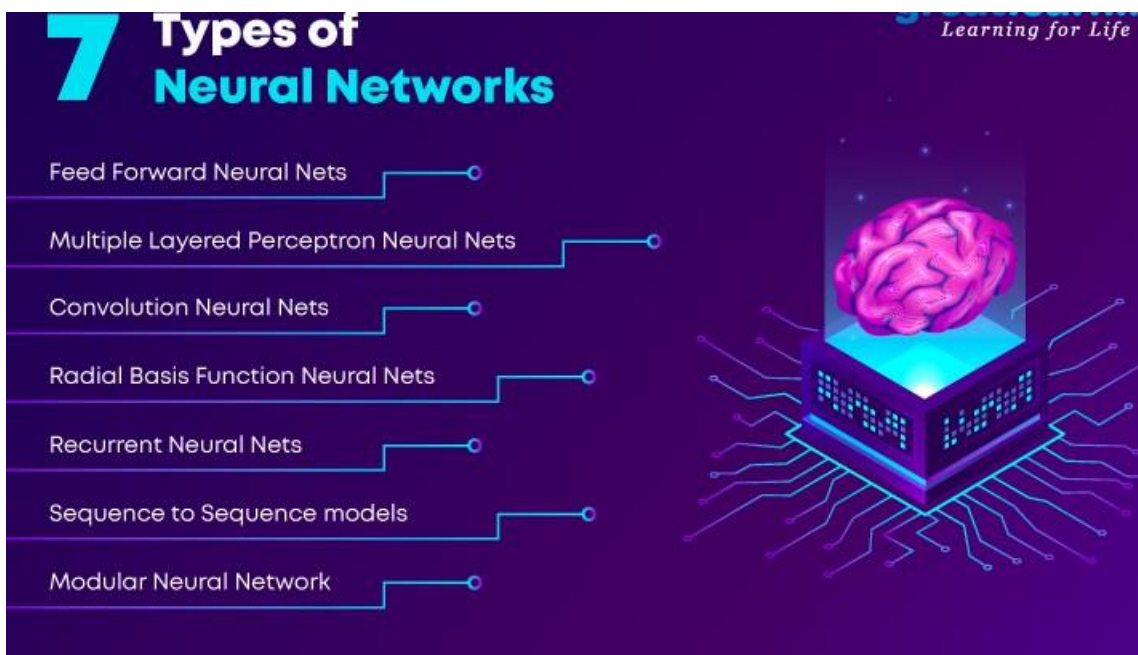 7 Types of
Neural Networks
Learning for Life
Feed Forward Neural Nets
Multiple Layered Perceptron Neural Nets
Convolution Neural Nets
Radial Basis Function Neural Nets
Recurrent Neural Nets
Sequence to Sequence models
Modular Neural Network